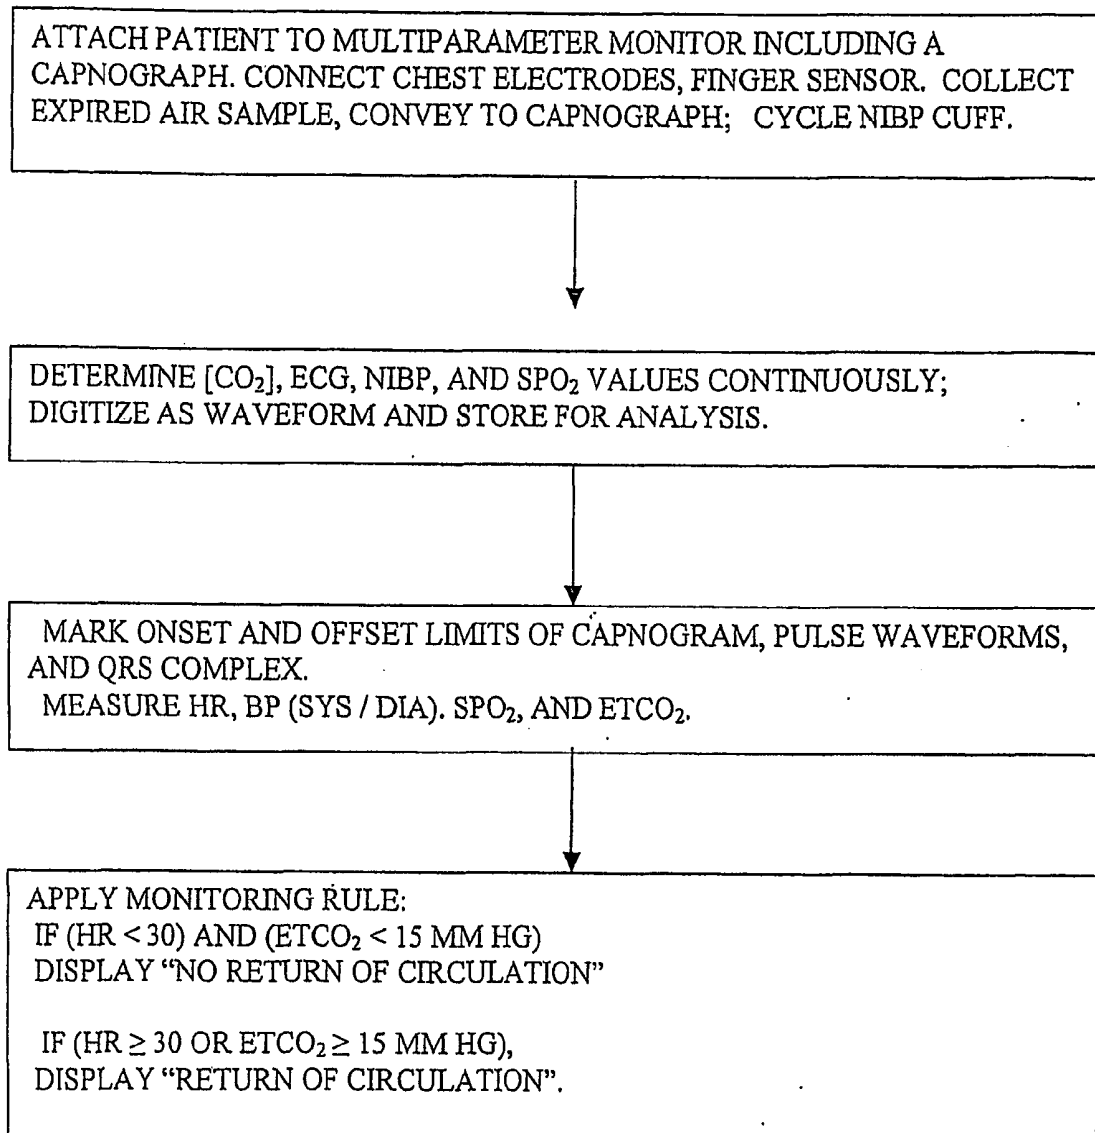 ATTACH PATIENT TO MULTIPARAMETER MONITOR INCLUDING A
CAPNOGRAPH. CONNECT CHEST ELECTRODES, FINGER SENSOR. COLLECT
EXPIRED AIR SAMPLE, CONVEY TO CAPNOGRAPH; CYCLE NIBP CUFF.
DETERMINE [CO₂], ECG, NIBP, AND SPO₂ VALUES CONTINUOUSLY;
DIGITIZE AS WAVEFORM AND STORE FOR ANALYSIS.
MARK ONSET AND OFFSET LIMITS OF CAPNOGRAM, PULSE WAVEFORMS,
AND QRS COMPLEX.
MEASURE HR, BP (SYS / DIA). SPO₂, AND ETCO₂.
APPLY MONITORING RULE:
IF (HR < 30) AND (ETCO₂ < 15 MM HG)
DISPLAY “NO RETURN OF CIRCULATION”
IF (HR ≥ 30 OR ETCO₂ ≥ 15 MM HG),
DISPLAY “RETURN OF CIRCULATION”.